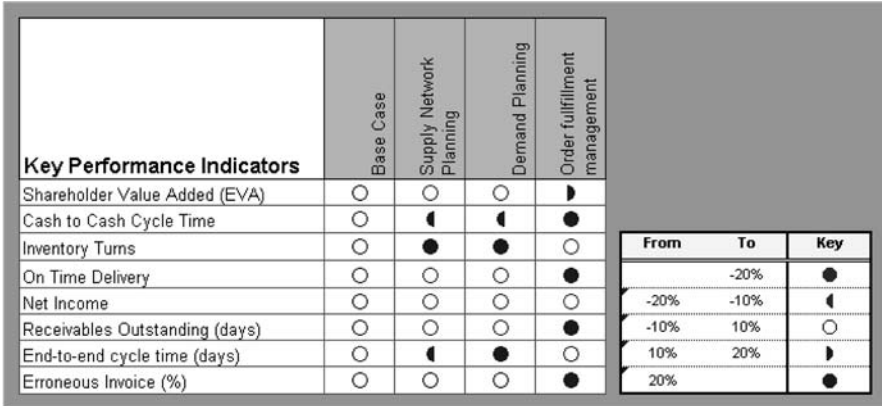 Key Performance Indicators
Base Case
Supply Network
Planning
Demand Planning
Order fullfillment
management
Shareholder Value Added (EVA)
Cash to Cash Cycle Time
Inventory Turns
On Time Delivery
Net Income
Receivables Outstanding (days)
End-to-end cycle time (days)
Erroneous Invoice (%)
From To Key
-20%
-20% -10%
-10% 10%
10% 20%
20%